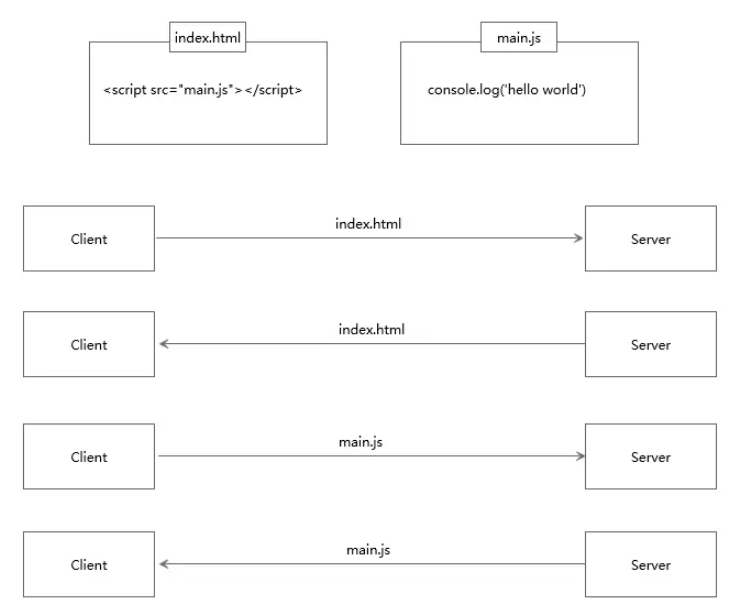 index.html
main.js
<script src="main.js"></script>
console.log('hello world')
index.html
Client
Server
index.html
Client
Server
main.js
Client
Server
main.js
Client
Server